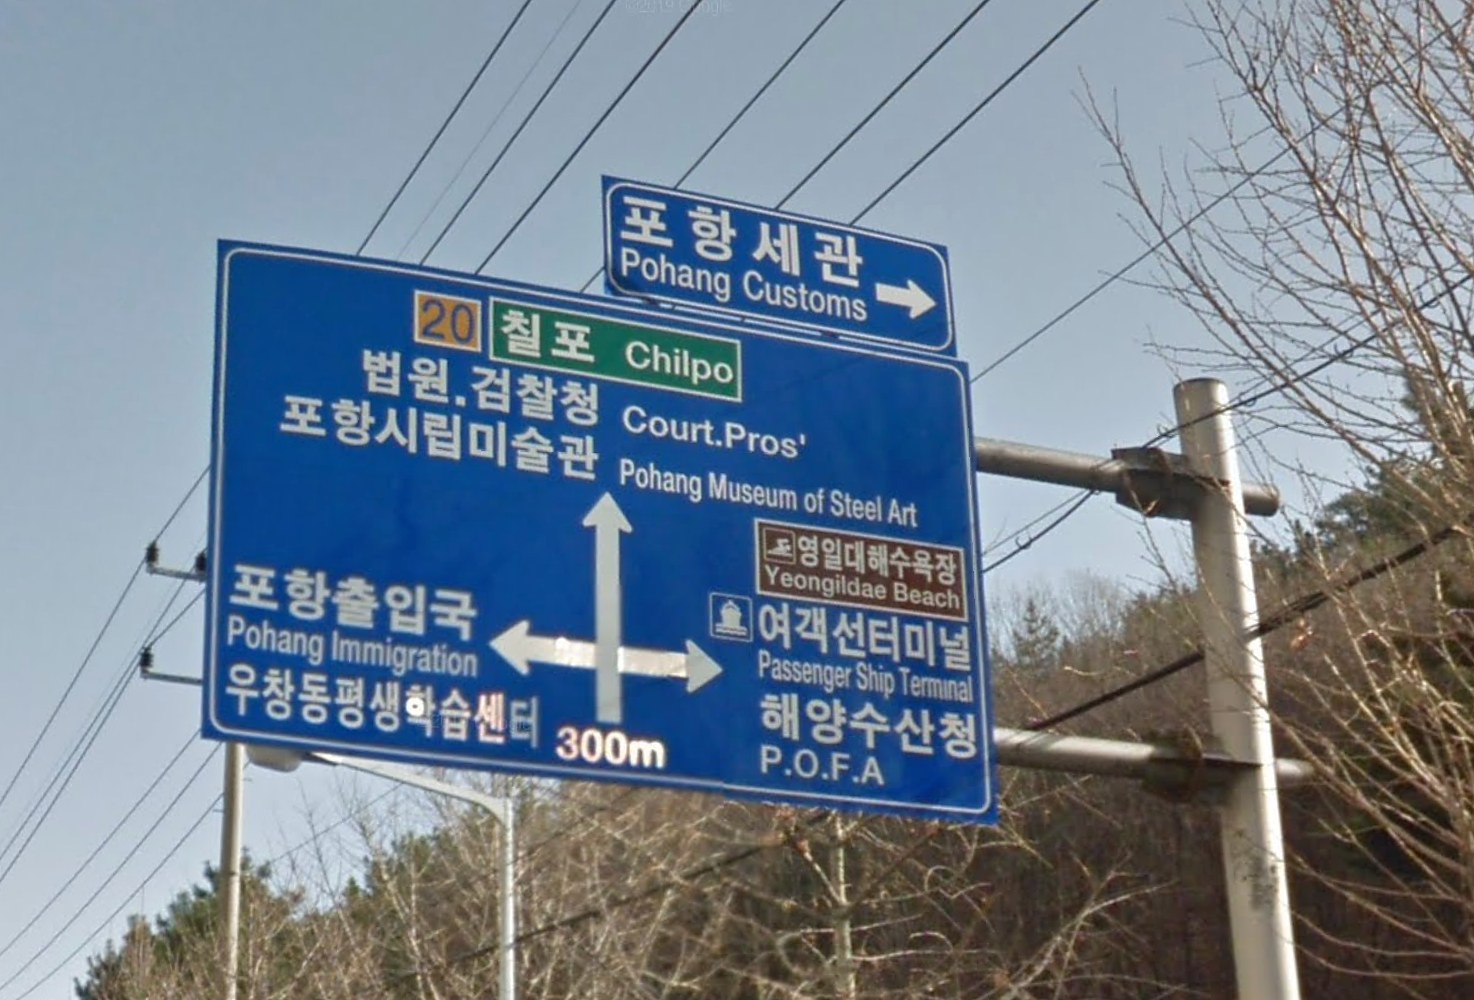 ©2019 Google
포항세관
Pohang Customs
20 칠포 Chilpo
법원.검찰청 Court.Pros'
포항시립미술관 Pohang Museum of Steel Art
영일대해수욕장
Yeongildae Beach
포항출입국
Pohang Immigration
여객선터미널
Passenger Ship Terminal
우창동평생학습센터
해양수산청
P.O.F.A
300m